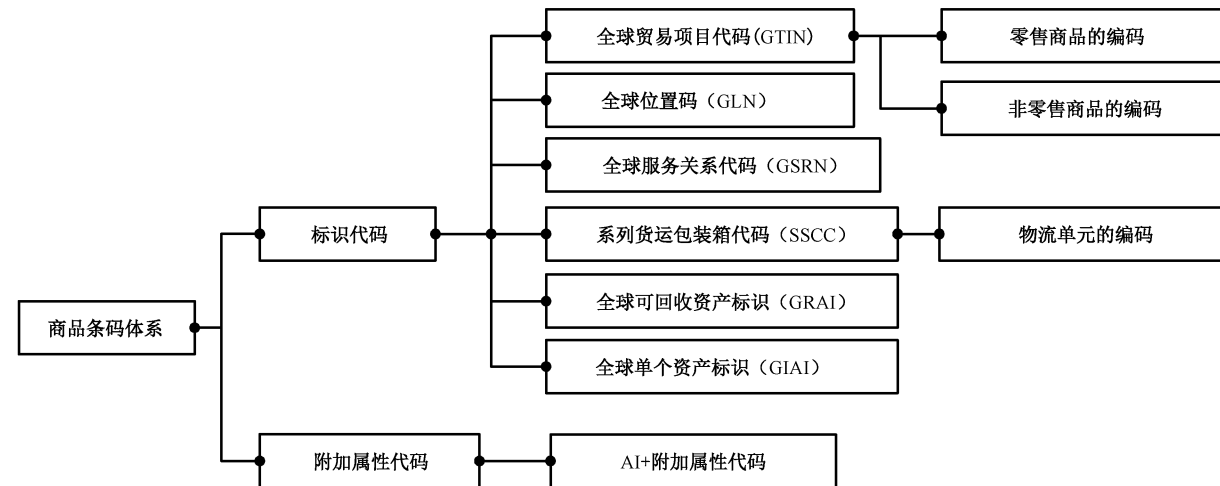 全球贸易项目代码(GTIN)
零售商品的编码
全球位置码（GLN）
非零售商品的编码
全球服务关系代码（GSRN）
标识代码
系列货运包装箱代码（SSCC）
物流单元的编码
全球可回收资产标识（GRAI）
商品条码体系
全球单个资产标识（GIAI）
附加属性代码
AI+附加属性代码